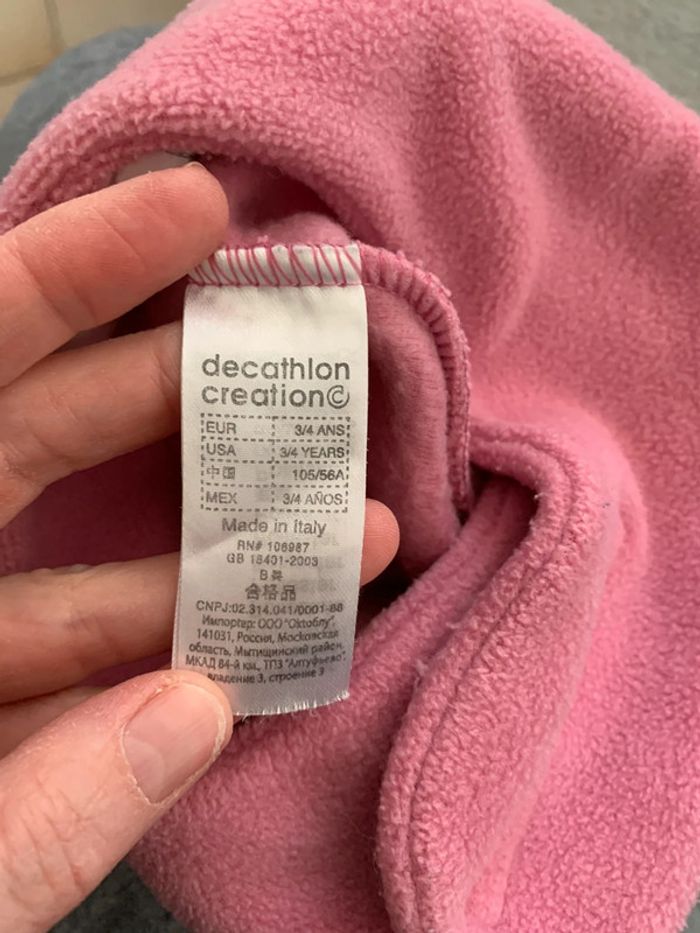 decathlon
creation©
EUR 3/4 ANS
USA 3/4 YEARS
中国 105/56A
MEX 3/4 AÑOS
Made in Italy
RN# 106987
GB 18401-2003
B类
合格品
CNPJ:02.314.041/0001-88
Импортер: ООО "Октоблу",
141031, Россия, Московская
область, Мытищинский район,
МКАД 84-й км., ТПЗ "Алтуфьево",
владение 3, строение 3